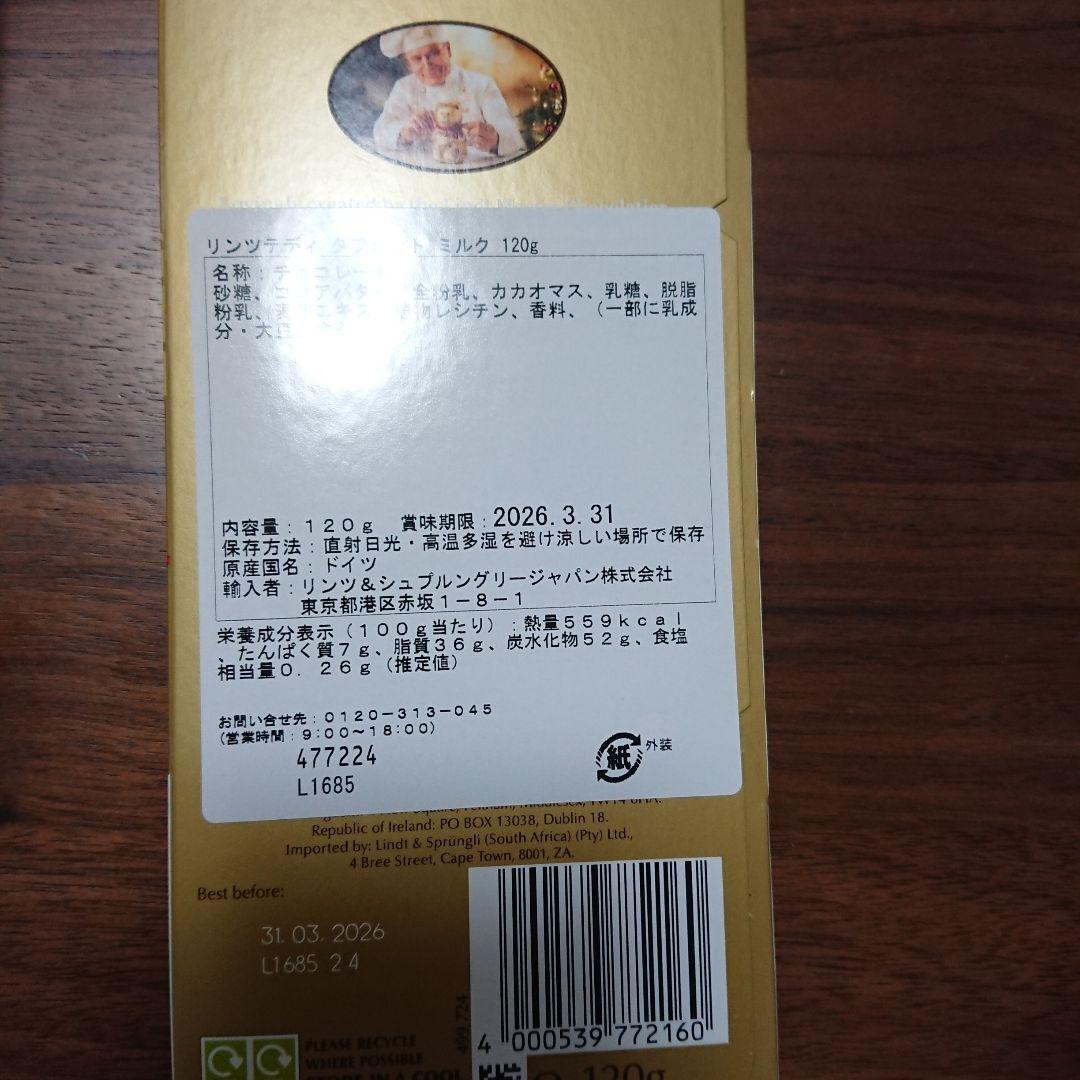 リンツテディ タブ ト ミルク 120g
名称：チョコレート
砂糖、 全粉乳、カカオマス、乳糖、脱脂
粉乳、 植物レシチン、香料、（一部に乳成
分・大豆
内容量：１２０ｇ 賞味期限：2026.3.31
保存方法：直射日光・高温多湿を避け涼しい場所で保存
原産国名：ドイツ
輸入者：リンツ＆シュプルングリージャパン株式会社
東京都港区赤坂１－８－１
栄養成分表示（１００ｇ当たり）：熱量５５９ｋｃａｌ
、たんぱく質７ｇ、脂質３６ｇ、炭水化物５２ｇ、食塩
相当量０．２６ｇ（推定値）
お問い合せ先：０１２０－３１３－０４５
（営業時間：９:００～１８:００）
477224
L1685
紙 外装
Republic of Ireland: PO BOX 13038, Dublin 18.
Imported by: Lindt & Sprüngli (South Africa) (Pty) Ltd.,
4 Bree Street, Cape Town, 8001, ZA.
Best before:
31. 03. 2026
L1685 2 4
499 724
4 000539 772160
PLEASE RECYCLE
WHERE POSSIBLE
STORE IN A COOL
120g